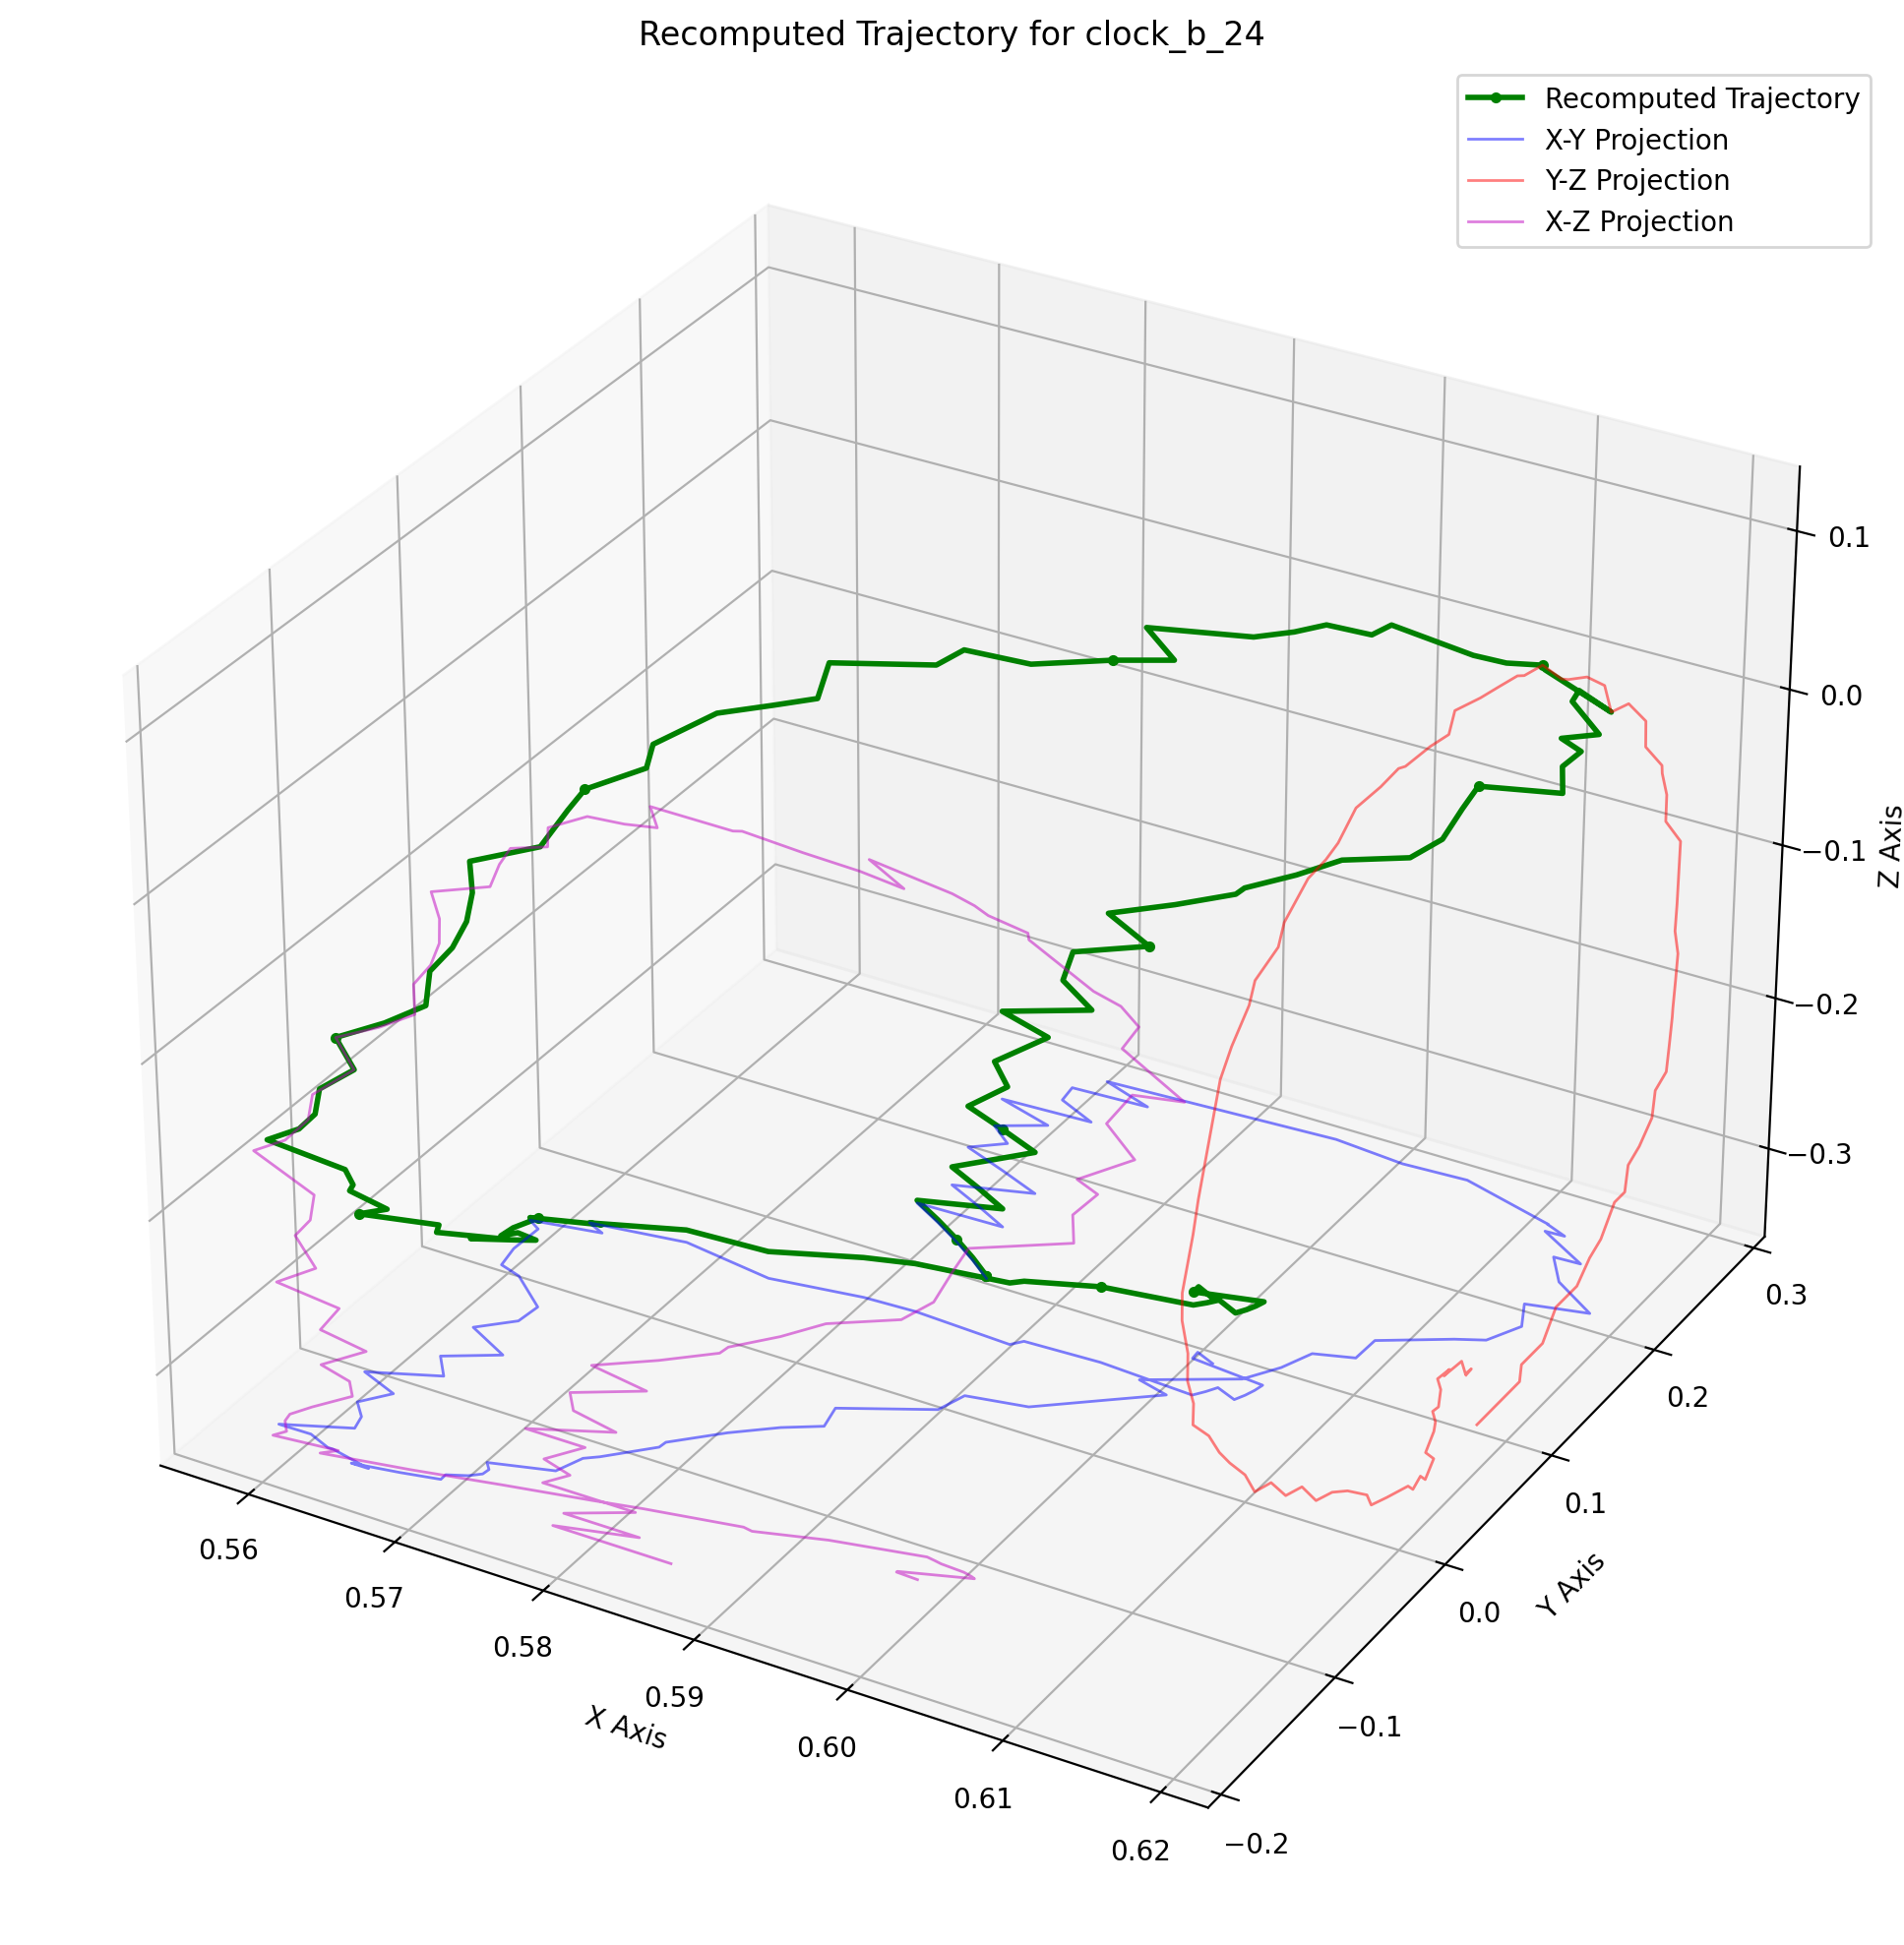 Recomputed Trajectory for clock_b_24
Recomputed Trajectory
X-Y Projection
Y-Z Projection
X-Z Projection
0.1
0.0
−0.1
−0.2
−0.3
Z Axis
0.3
0.2
0.1
0.0
−0.1
−0.2
Y Axis
0.56
0.57
0.58
0.59
0.60
0.61
0.62
X Axis